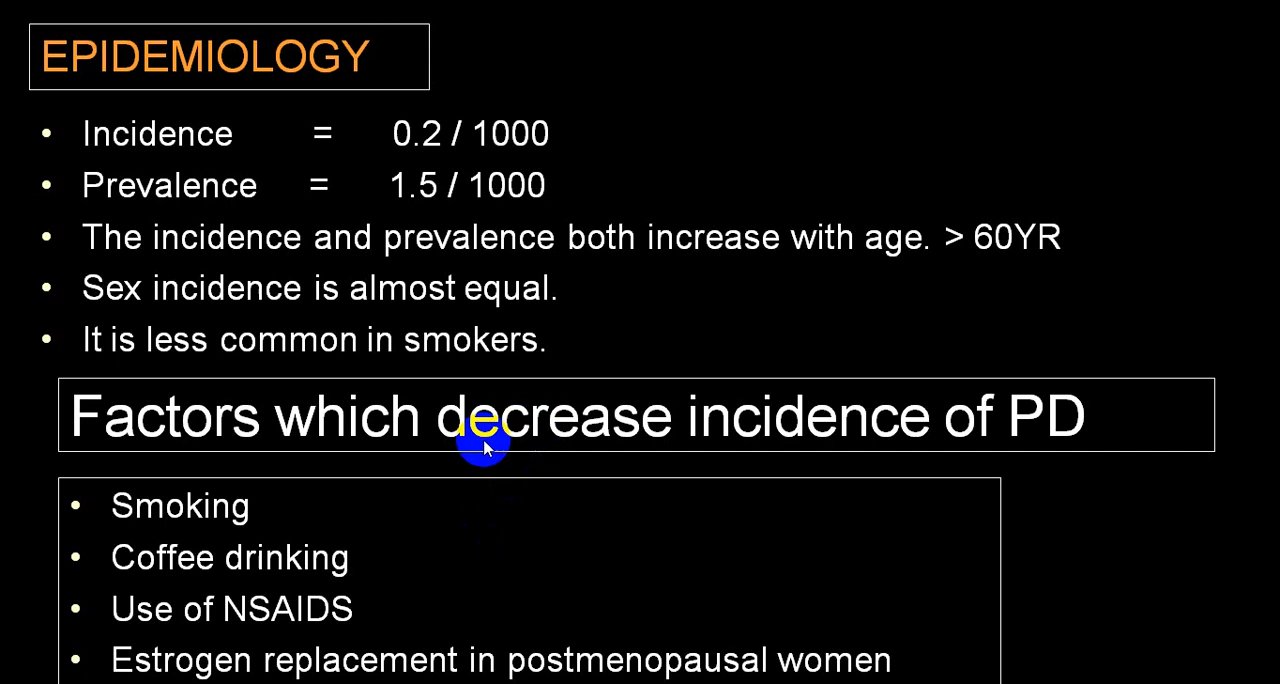 EPIDEMIOLOGY
• Incidence = 0.2 / 1000
• Prevalence = 1.5 / 1000
• The incidence and prevalence both increase with age. > 60YR
• Sex incidence is almost equal.
• It is less common in smokers.
Factors which decrease incidence of PD
• Smoking
• Coffee drinking
• Use of NSAIDS
• Estrogen replacement in postmenopausal women